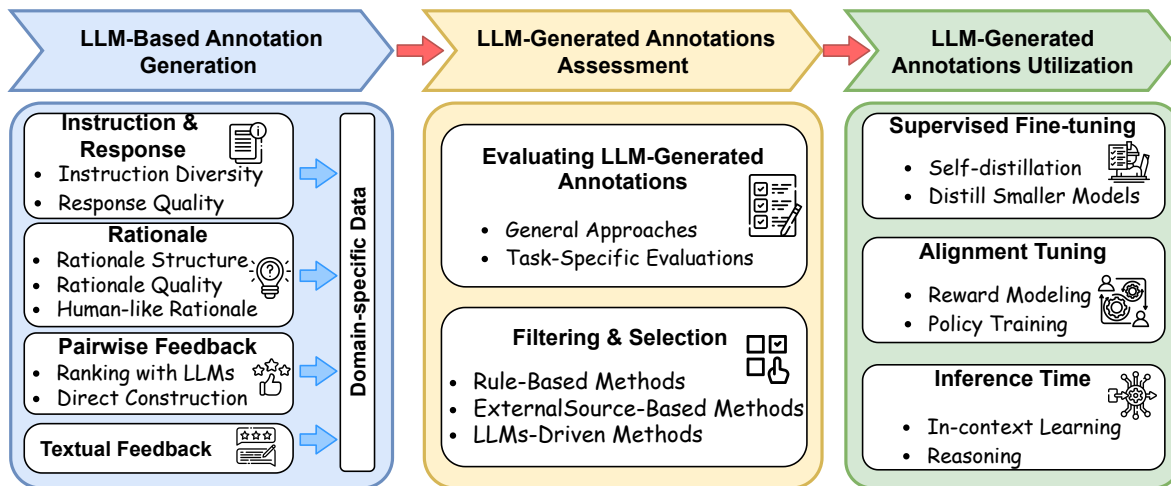 LLM-Based Annotation
Generation
LLM-Generated Annotations
Assessment
LLM-Generated
Annotations Utilization
Instruction &
Response
• Instruction Diversity
• Response Quality
Rationale
• Rationale Structure
• Rationale Quality
• Human-like Rationale
Pairwise Feedback
• Ranking with LLMs
• Direct Construction
Textual Feedback
Domain-specific Data
Evaluating LLM-Generated
Annotations
• General Approaches
• Task-Specific Evaluations
Filtering & Selection
• Rule-Based Methods
• ExternalSource-Based Methods
• LLMs-Driven Methods
Supervised Fine-tuning
• Self-distillation
• Distill Smaller Models
Alignment Tuning
• Reward Modeling
• Policy Training
Inference Time
• In-context Learning
• Reasoning